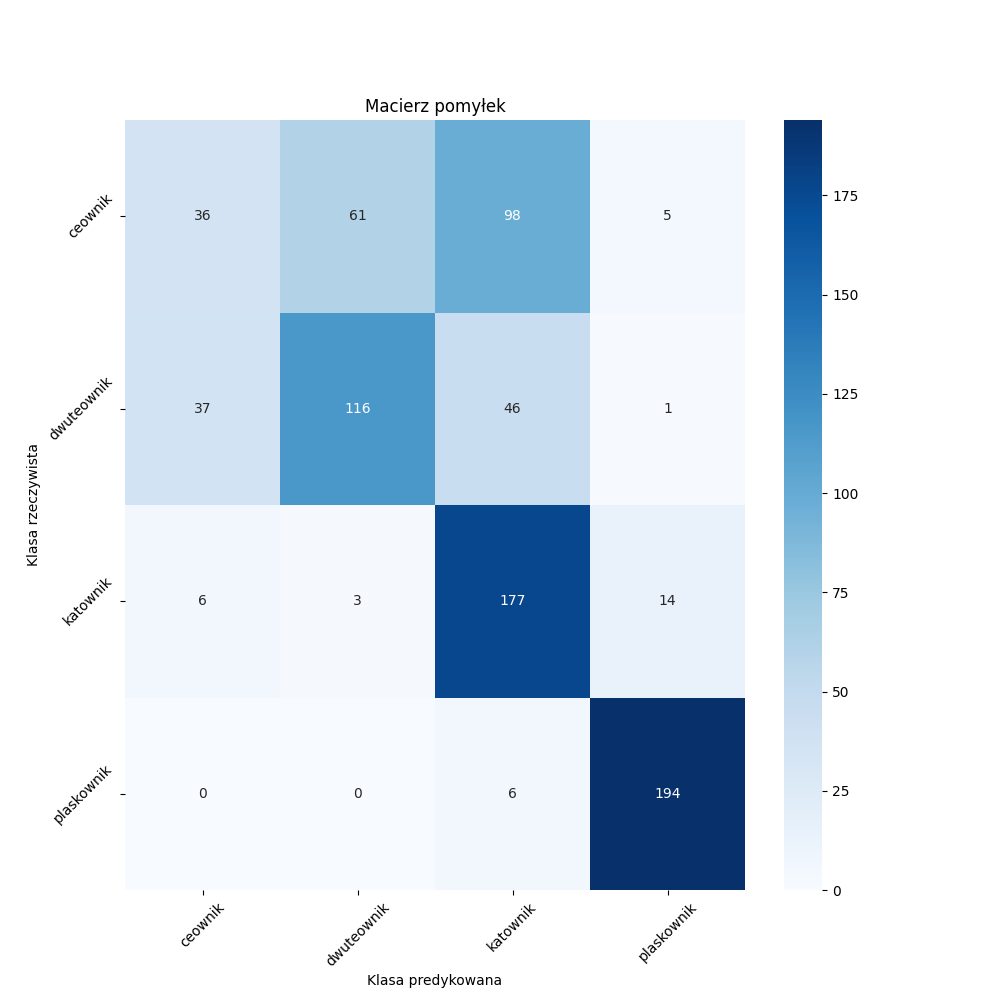 Macierz pomyłek
ceownik 36 61 98 5
dwuteownik 37 116 46 1
katownik 6 3 177 14
plaskownik 0 0 6 194
ceownik dwuteownik katownik plaskownik
Klasa predykowana
Klasa rzeczywista
175
150
125
100
75
50
25
0